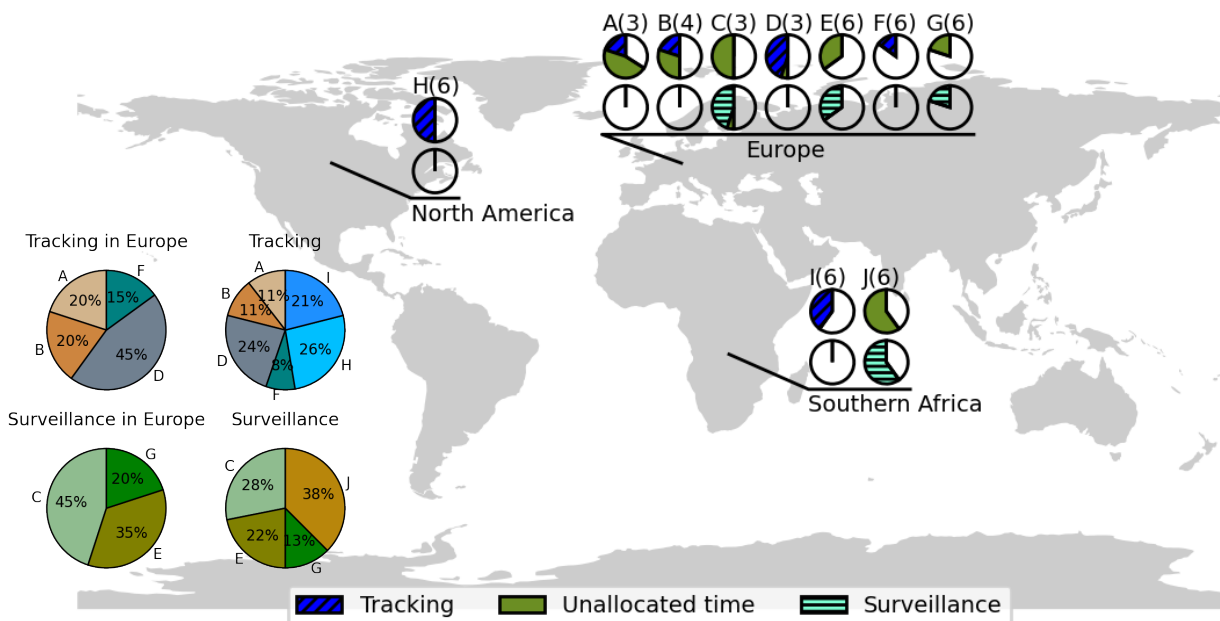 A(3) B(4) C(3) D(3) E(6) F(6) G(6)
Europe
H(6)
North America
I(6) J(6)
Southern Africa
Tracking in Europe
A
F
20%
15%
20%
45%
B
D
Tracking
A
I
B
11%
21%
11%
24%
26%
D
8%
H
F
Surveillance in Europe
G
20%
C
45%
35%
E
Surveillance
C
28%
38%
J
22%
13%
E
G
Tracking Unallocated time Surveillance